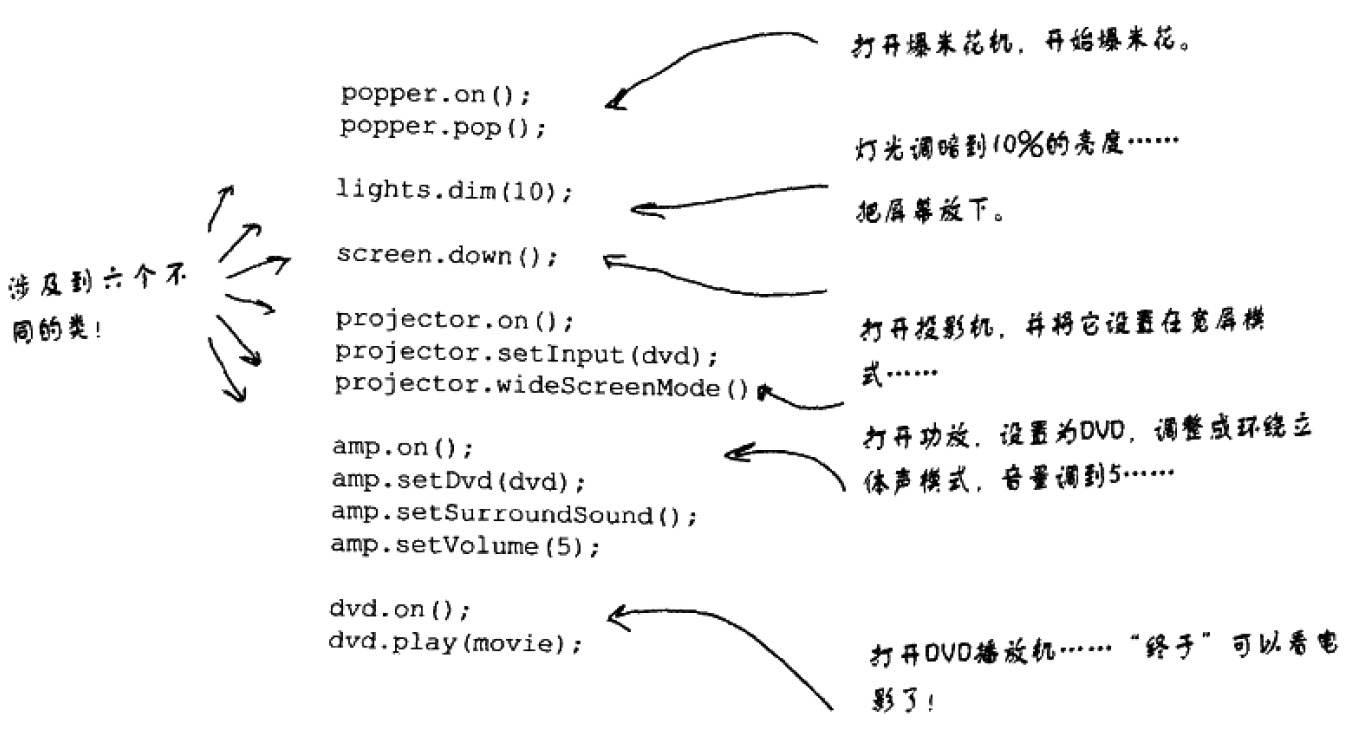 打开爆米花机，开始爆米花。
popper.on();
popper.pop();
灯光调暗到10%的亮度……
lights.dim(10);
把屏幕放下。
screen.down();
涉及到六个不
同的类！
projector.on();
projector.setInput(dvd);
projector.wideScreenMode()
打开投影机，并将它设置在宽屏模
式……
amp.on();
amp.setDvd(dvd);
amp.setSurroundSound();
amp.setVolume(5);
打开功放，设置为DVD，调整成环绕立
体声模式，音量调到5……
dvd.on();
dvd.play(movie);
打开DVD播放机……“终于”可以看电
影了！